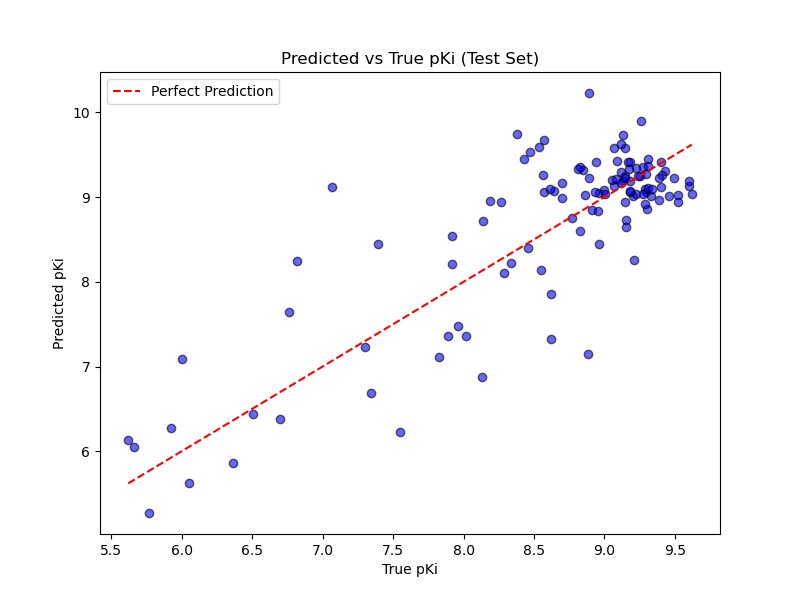 Predicted vs True pKi (Test Set)
Perfect Prediction
Predicted pKi
10
9
8
7
6
5.5 6.0 6.5 7.0 7.5 8.0 8.5 9.0 9.5
True pKi